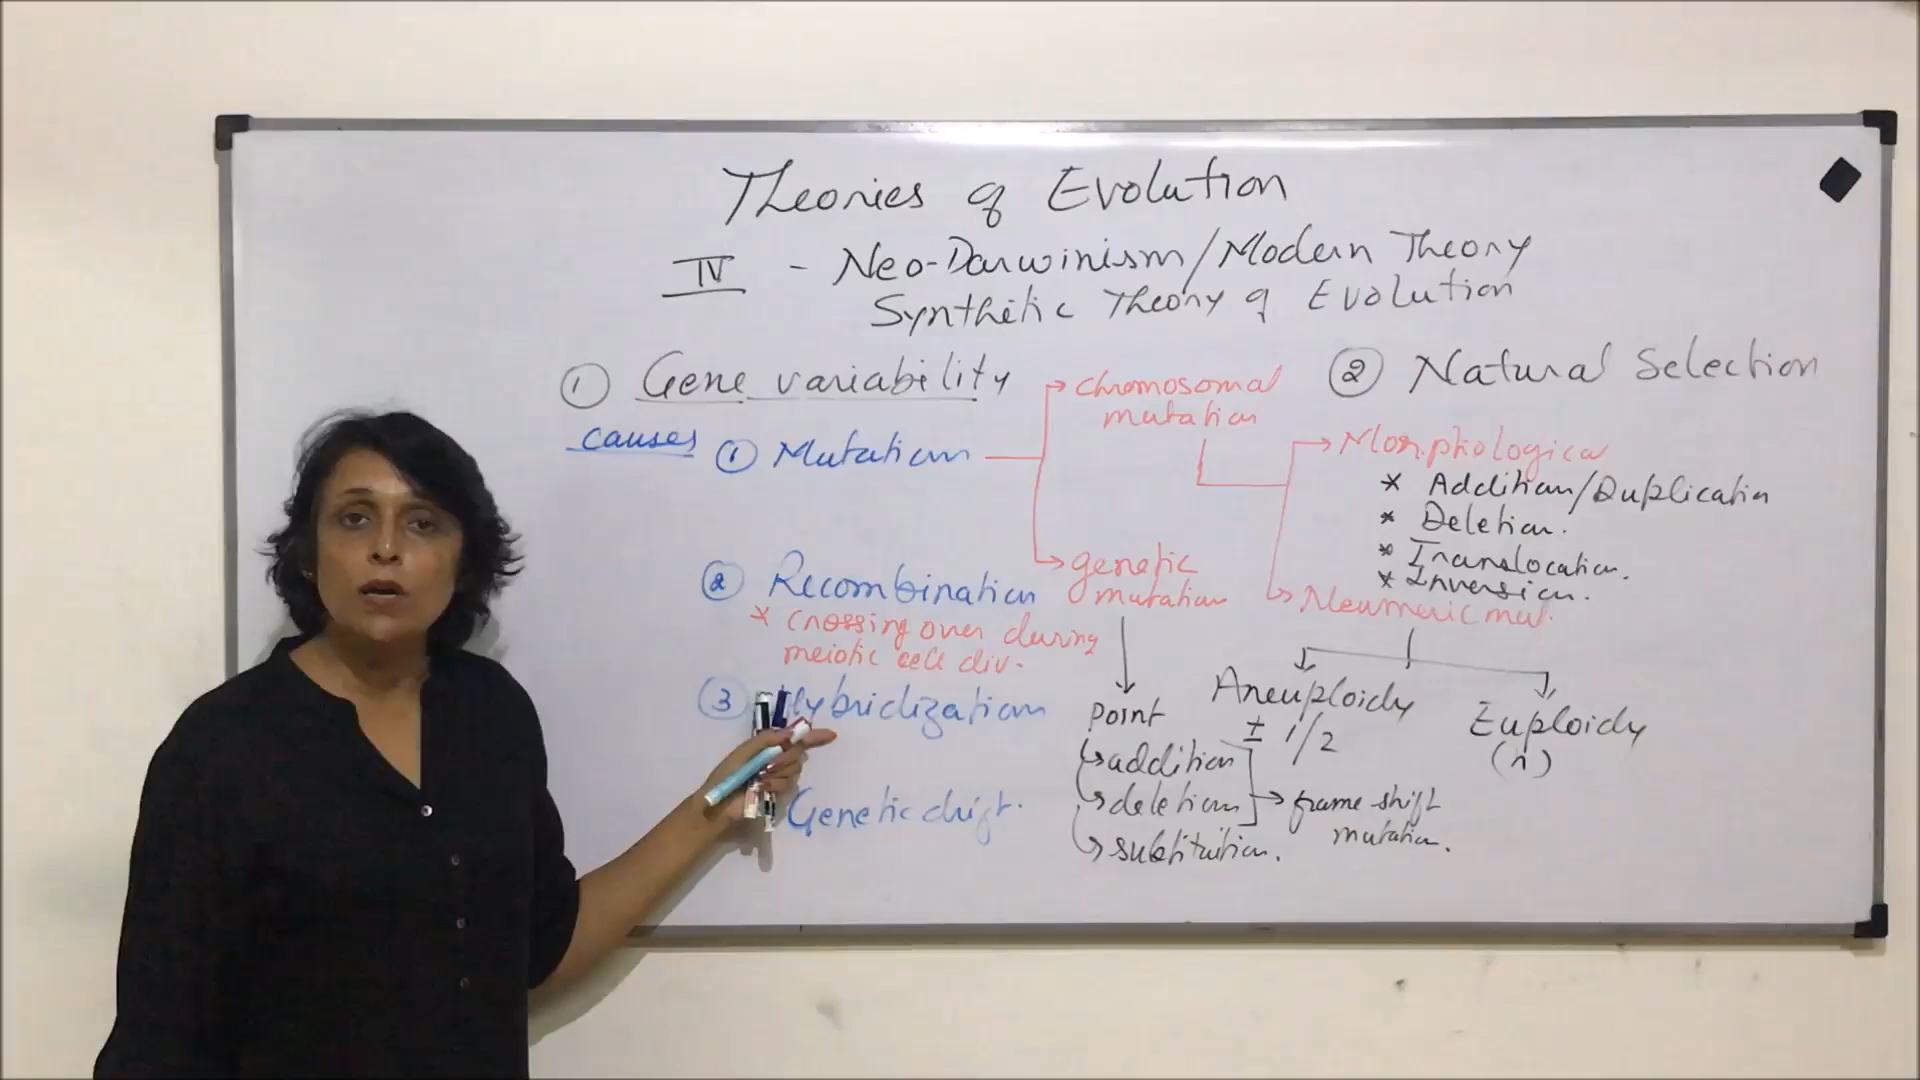 Theories of Evolution
IV - Neo-Darwinism/Modern Theory
Synthetic Theory of Evolution
① Gene variability
causes ① Mutation
chromosomal
mutation
genetic
mutation
② Natural Selection
Morphological
* Addition/Duplication
* Deletion.
* Translocation.
* Inversion.
Neumeric mut.
Aneuploidy
± 1/2
Euploidy
(n)
② Recombination
* crossing over during
meiotic cell div.
③ Hybridization
Genetic drift.
Point
addition
deletion
substituition.
frame-shift
mutation.